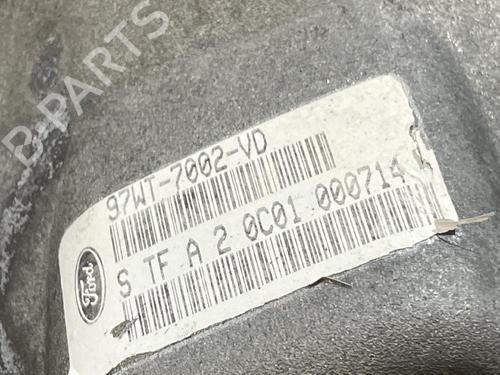 B-PARTS
97WT-7002-VD
Ford
S TF A 2 0C01 000714